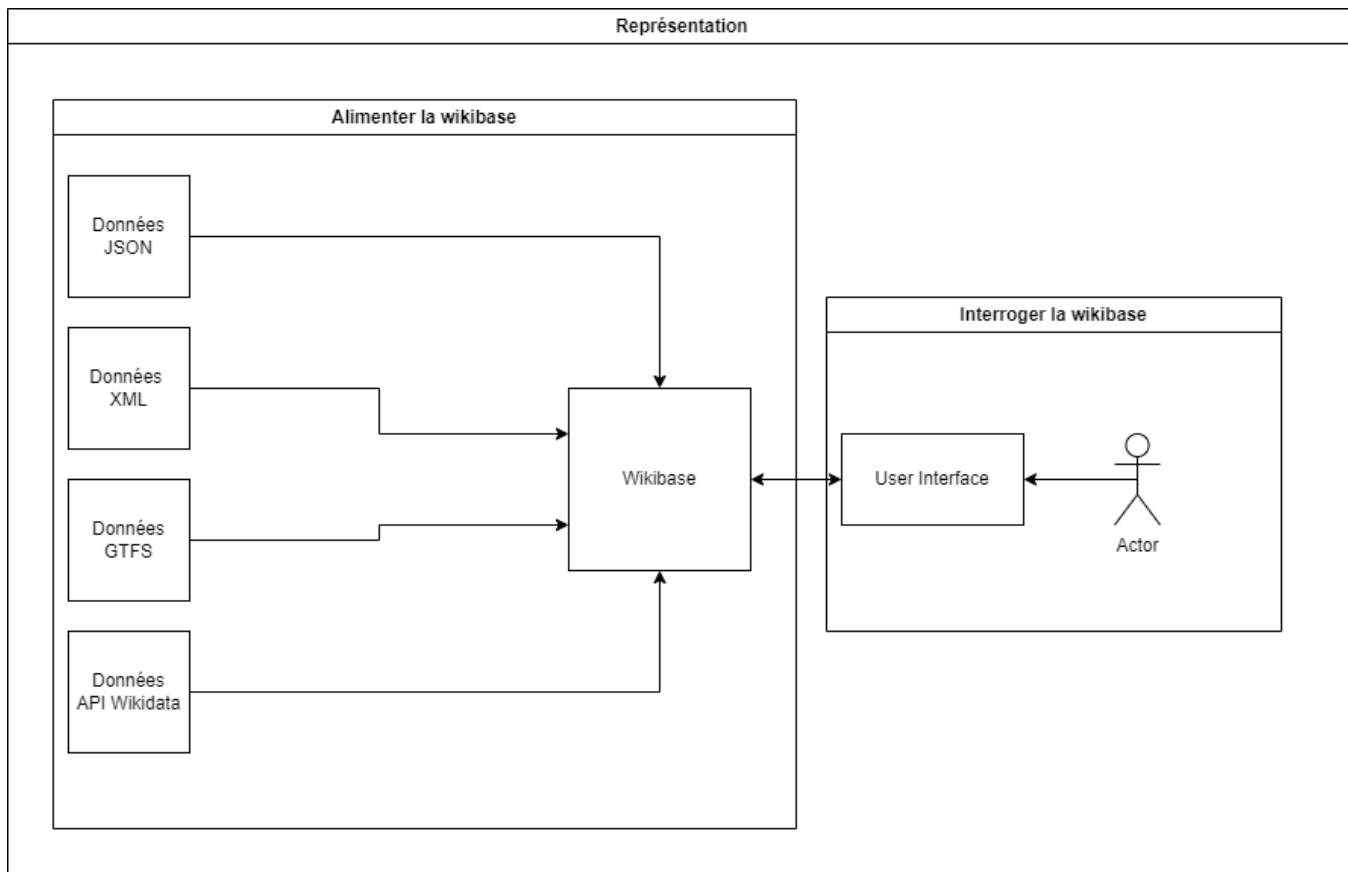 Représentation
Alimenter la wikibase
Données
JSON
Données
XML
Données
GTFS
Données
API Wikidata
Wikibase
Interroger la wikibase
User Interface
Actor